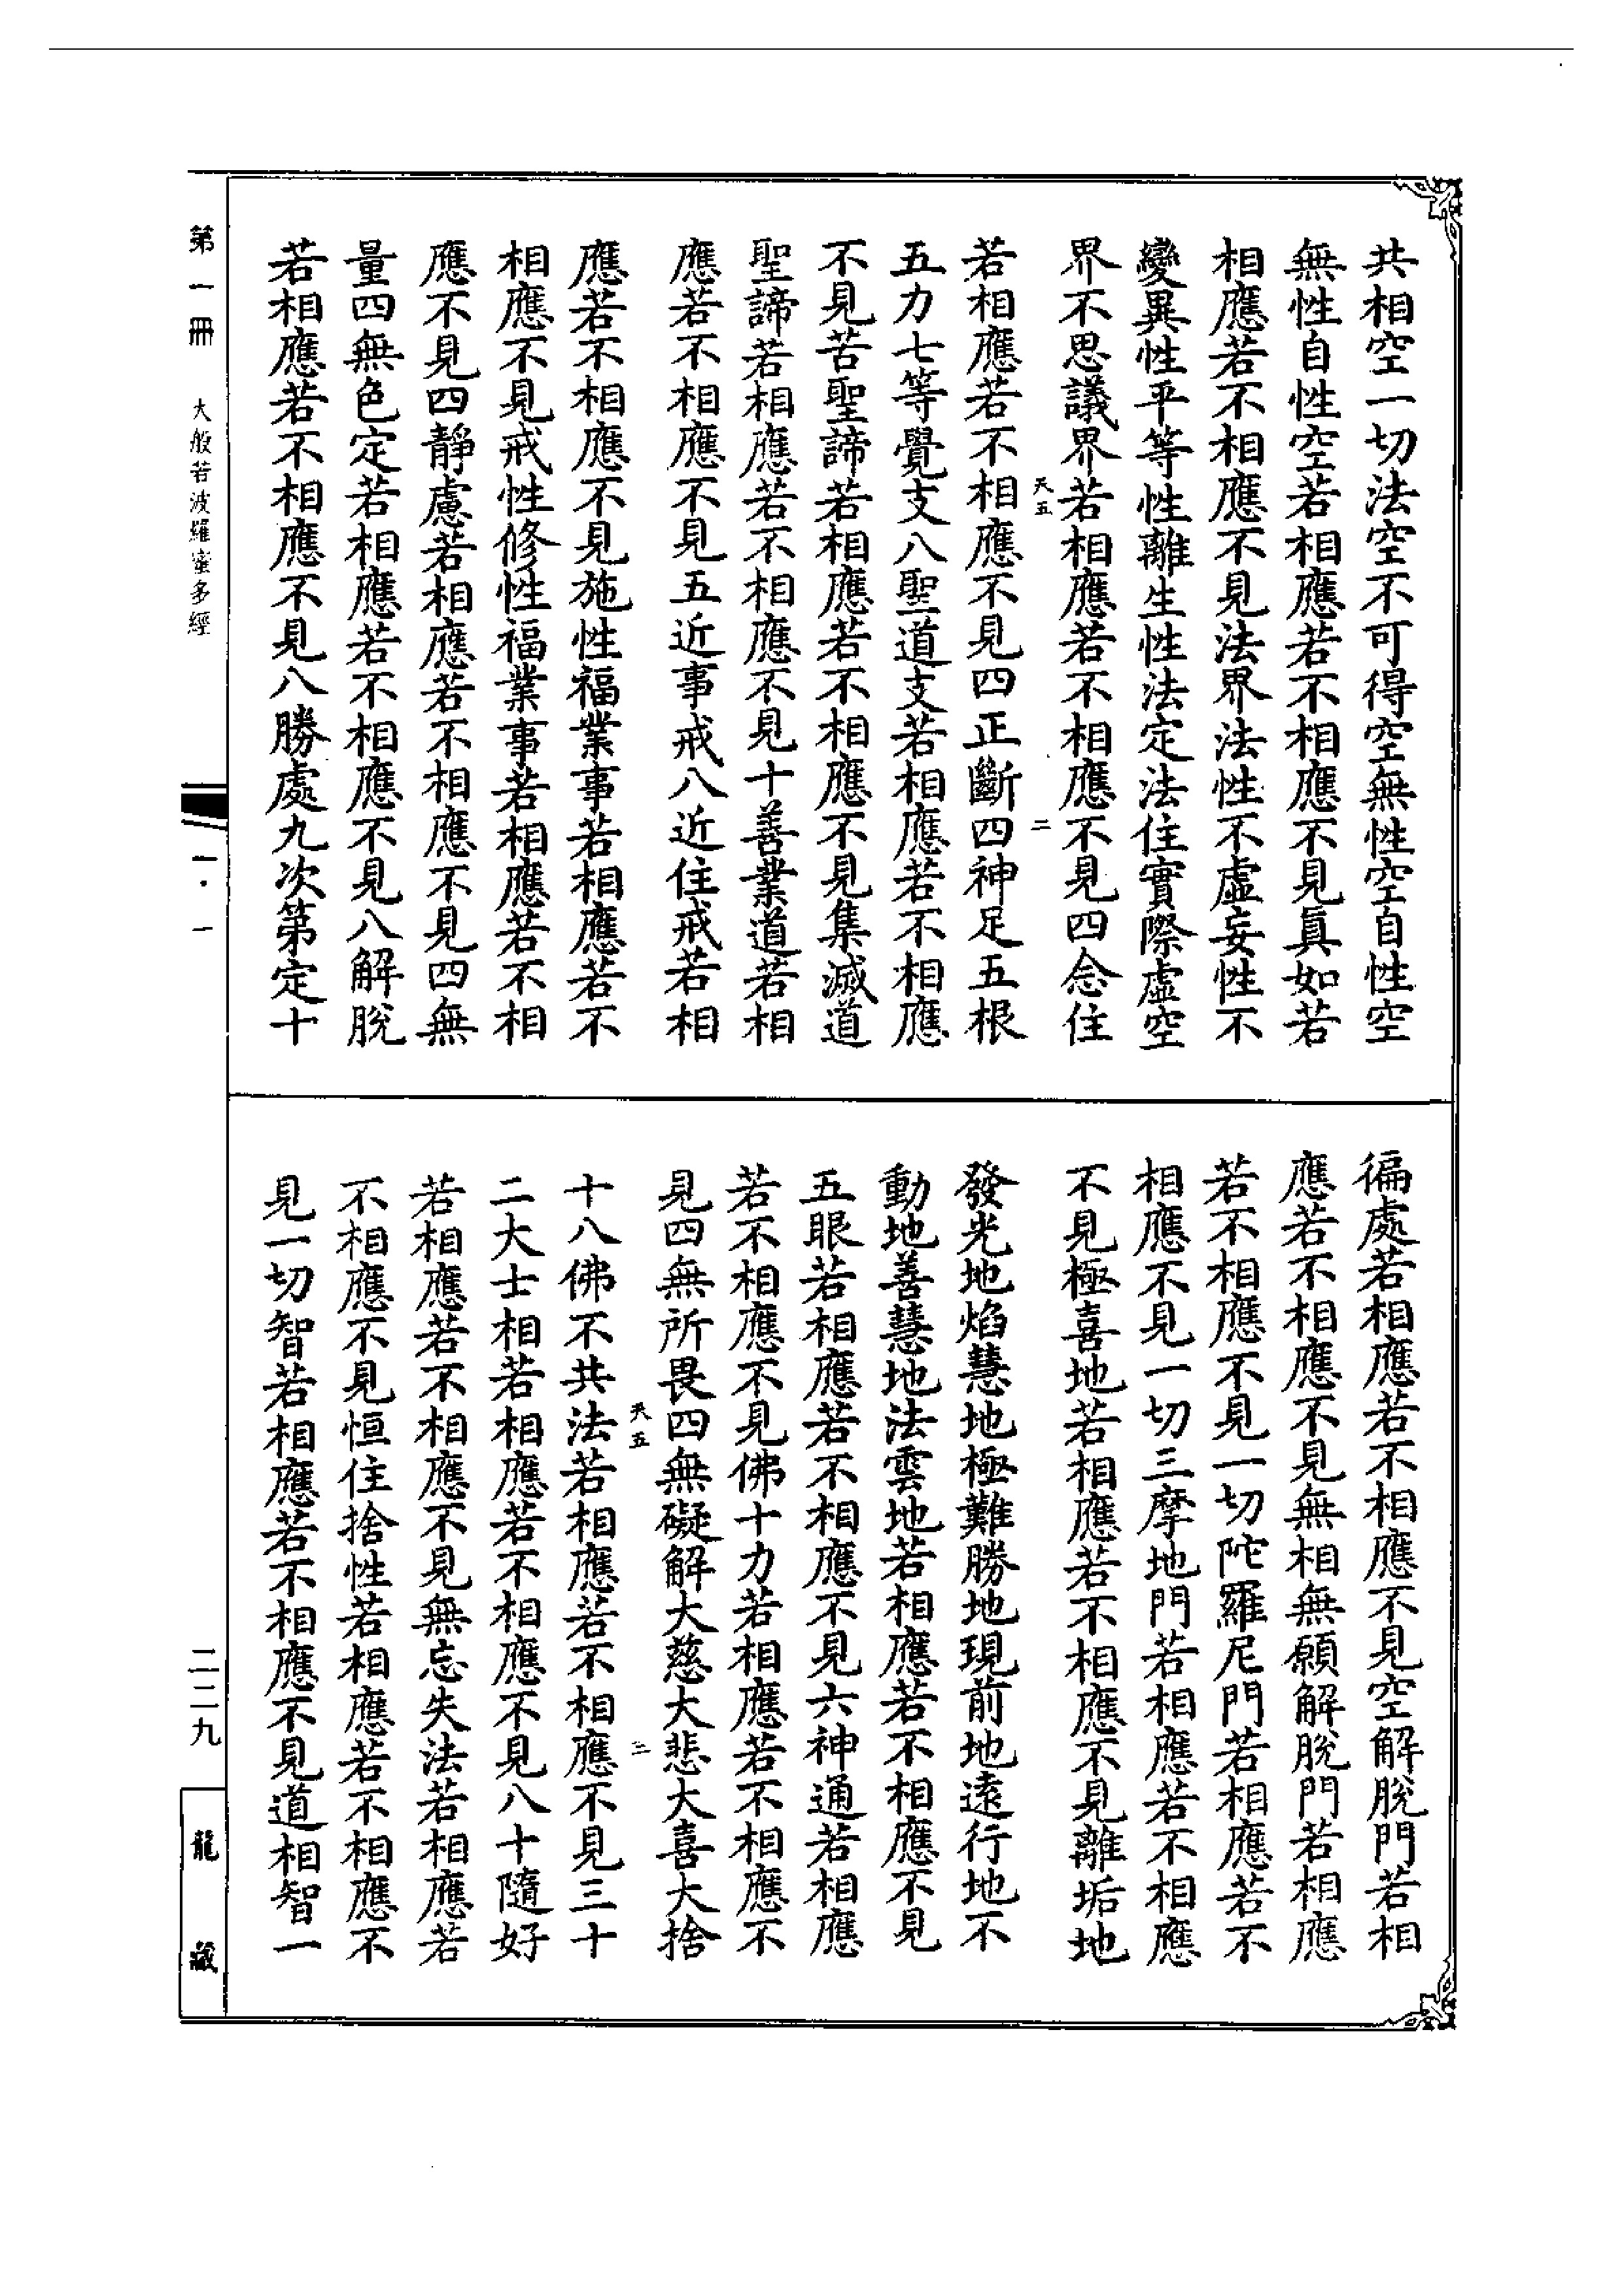 共相空一切法空不可得空無性空自性空
無性自性空若相應若不相應不見真如若
相應若不相應不見法界法性不虛妄性不
變異性平等性離生性法定法住實際虛空
界不思議界若相應若不相應不見四念住
天五
二
若相應若不相應不見四正斷四神足五根
五力七等覺支八聖道支若相應若不相應
不見苦聖諦若相應若不相應不見集滅道
聖諦若相應若不相應不見十善業道若相
應若不相應不見五近事戒八近住戒若相
應若不相應不見施性福業事若相應若不
相應不見戒性修性福業事若相應若不相
應不見四靜慮若相應若不相應不見四無
量四無色定若相應若不相應不見八解脫
若相應若不相應不見八勝處九次第定十
徧處若相應若不相應不見空解脫門若相
應若不相應不見無相無願解脫門若相應
若不相應不見一切陀羅尼門若相應若不
相應不見一切三摩地門若相應若不相應
不見極喜地若相應若不相應不見離垢地
發光地焰慧地極難勝地現前地遠行地不
動地善慧地法雲地若相應若不相應不見
五眼若相應若不相應不見六神通若相應
若不相應不見佛十力若相應若不相應不
見四無所畏四無礙解大慈大悲大喜大捨
天五
三
十八佛不共法若相應若不相應不見三十
二大士相若相應若不相應不見八十隨好
若相應若不相應不見無忘失法若相應若
不相應不見恒住捨性若相應若不相應不
見一切智若相應若不相應不見道相智一
第一冊 大般若波羅蜜多經
一·一
二二九
龍藏